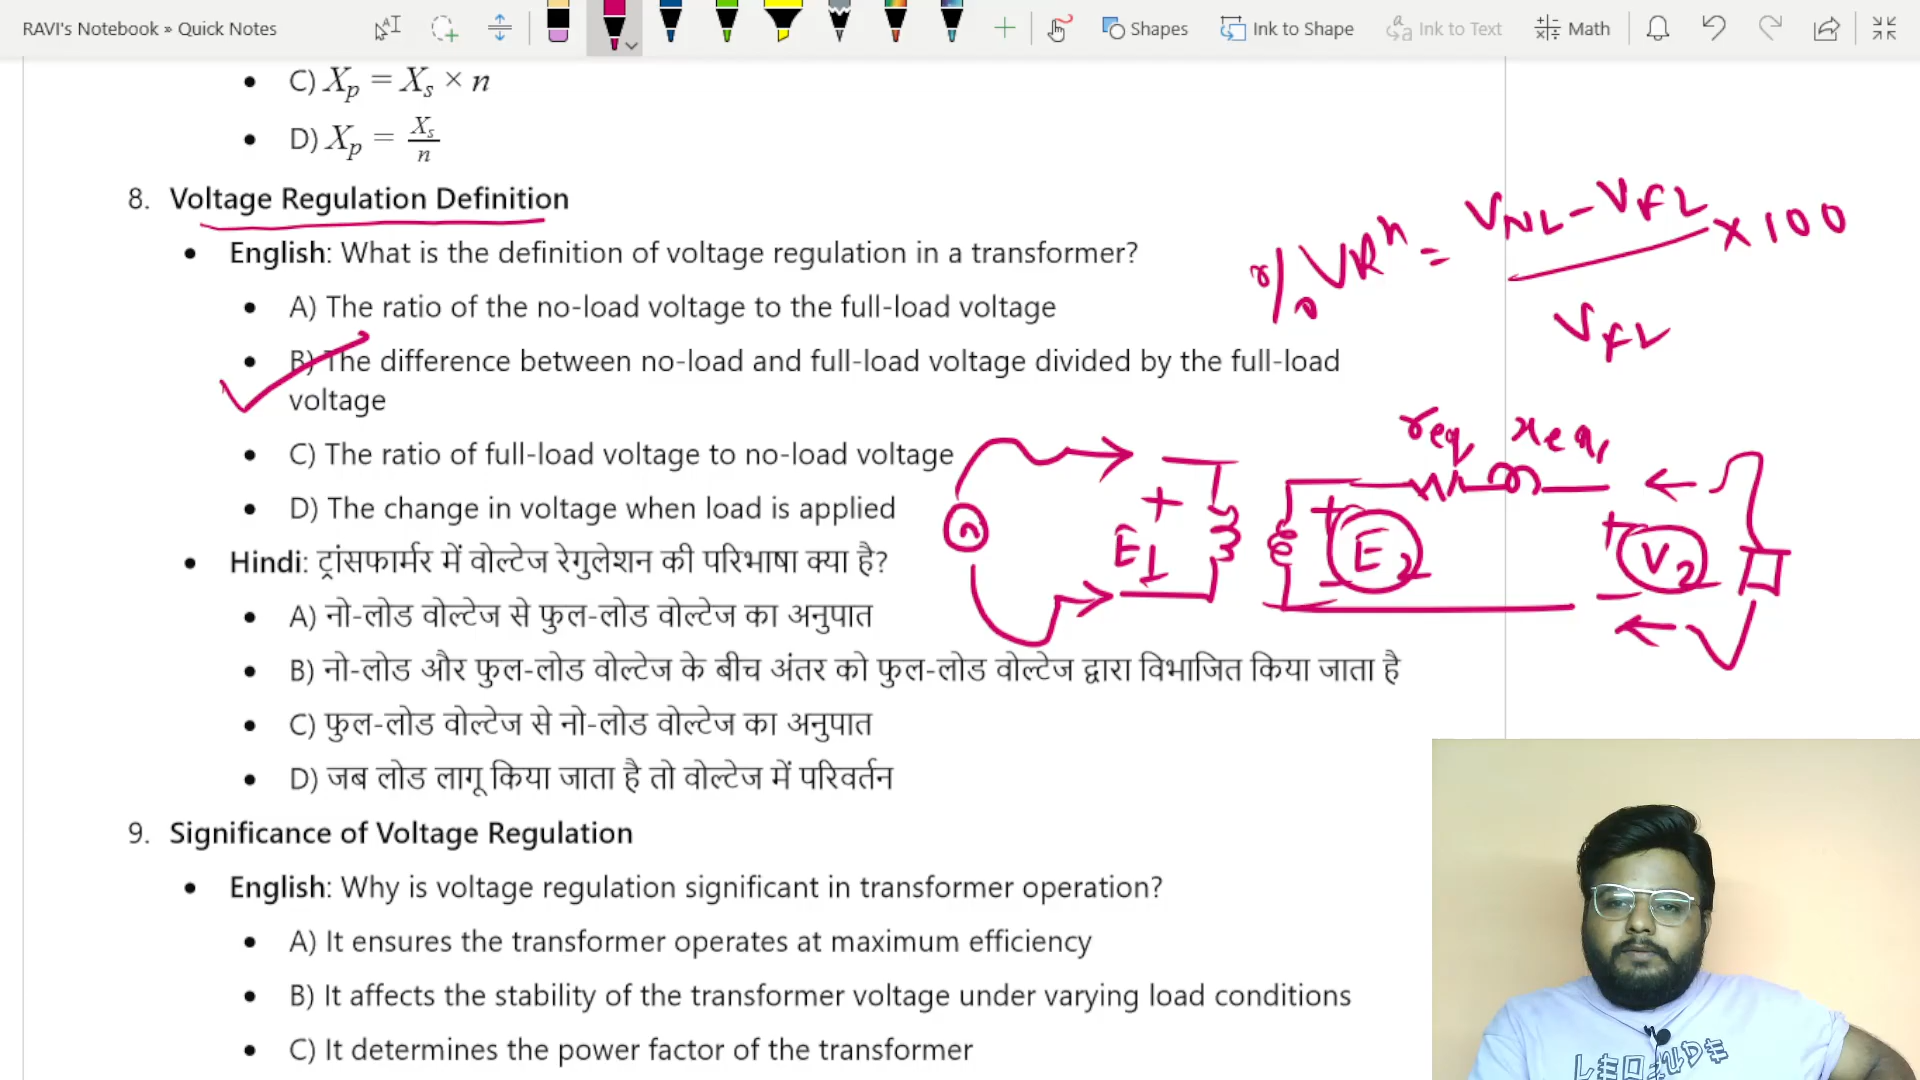 RAVI's Notebook » Quick Notes
Shapes
Ink to Shape
Ink to Text
Math
C) Xp = Xs × n
D) Xp = Xs/n
8. Voltage Regulation Definition
English: What is the definition of voltage regulation in a transformer?
A) The ratio of the no-load voltage to the full-load voltage
B) The difference between no-load and full-load voltage divided by the full-load
voltage
C) The ratio of full-load voltage to no-load voltage
D) The change in voltage when load is applied
Hindi: ट्रांसफार्मर में वोल्टेज रेगुलेशन की परिभाषा क्या है?
A) नो-लोड वोल्टेज से फुल-लोड वोल्टेज का अनुपात
B) नो-लोड और फुल-लोड वोल्टेज के बीच अंतर को फुल-लोड वोल्टेज द्वारा विभाजित किया जाता है
C) फुल-लोड वोल्टेज से नो-लोड वोल्टेज का अनुपात
D) जब लोड लागू किया जाता है तो वोल्टेज में परिवर्तन
9. Significance of Voltage Regulation
English: Why is voltage regulation significant in transformer operation?
A) It ensures the transformer operates at maximum efficiency
B) It affects the stability of the transformer voltage under varying load conditions
C) It determines the power factor of the transformer
% VRn = VNL - VFL × 100
VFL
req xeq
+ E1
+ E2 -
+ V2 -